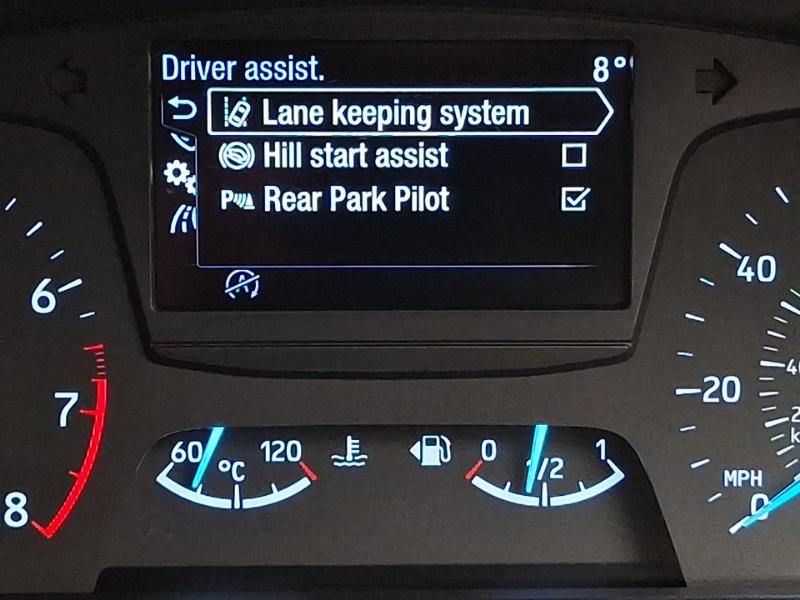 Driver assist. 8°
Lane keeping system
Hill start assist
P Rear Park Pilot
A
6
7
8
60 °C 120
0 1/2 1
40
20
MPH
0